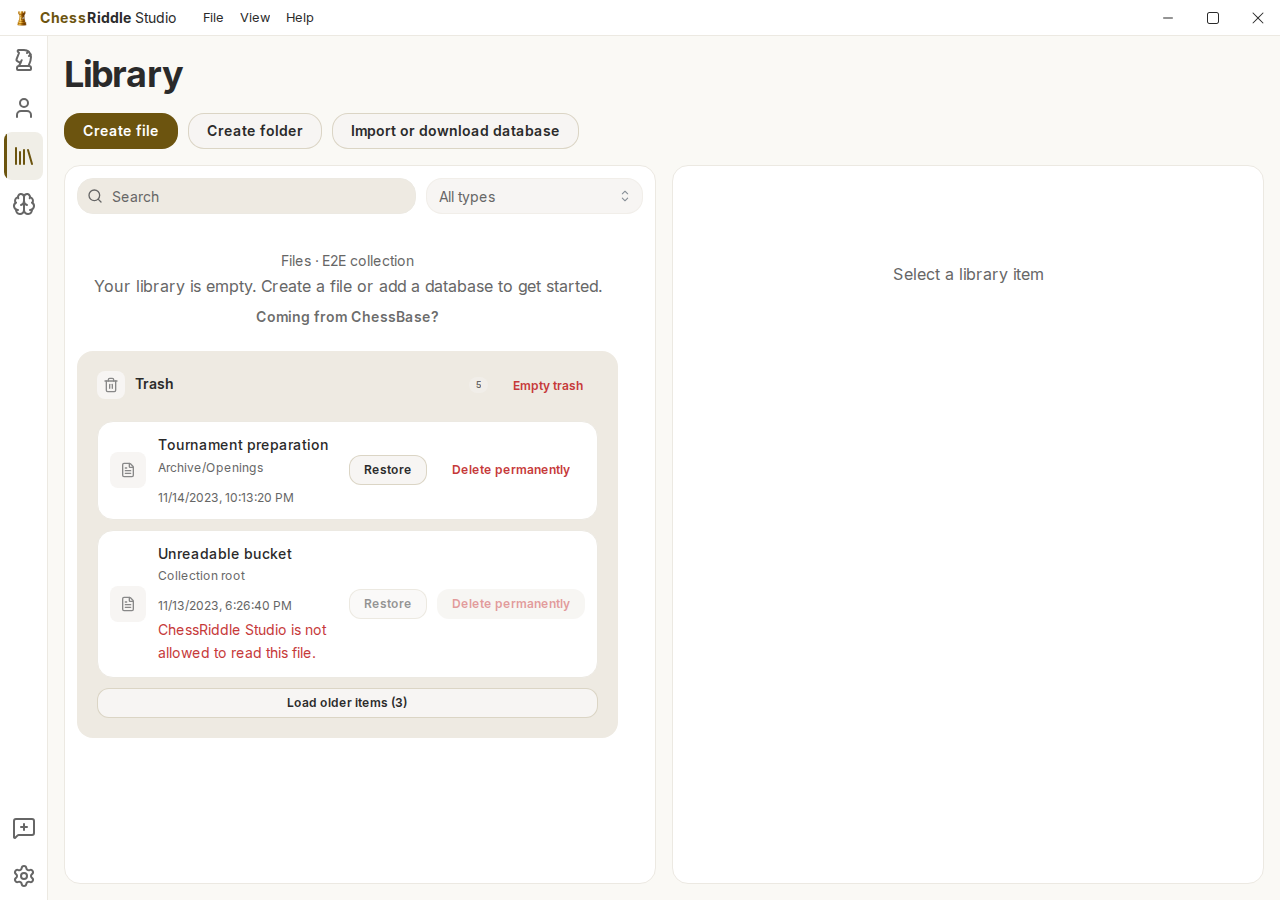 ChessRiddle Studio File View Help
Library
Create file Create folder Import or download database
Search All types
Files · E2E collection
Your library is empty. Create a file or add a database to get started.
Coming from ChessBase?
Select a library item
Trash 5 Empty trash
Tournament preparation
Archive/Openings
11/14/2023, 10:13:20 PM
Restore Delete permanently
Unreadable bucket
Collection root
11/13/2023, 6:26:40 PM
ChessRiddle Studio is not
allowed to read this file.
Restore Delete permanently
Load older items (3)